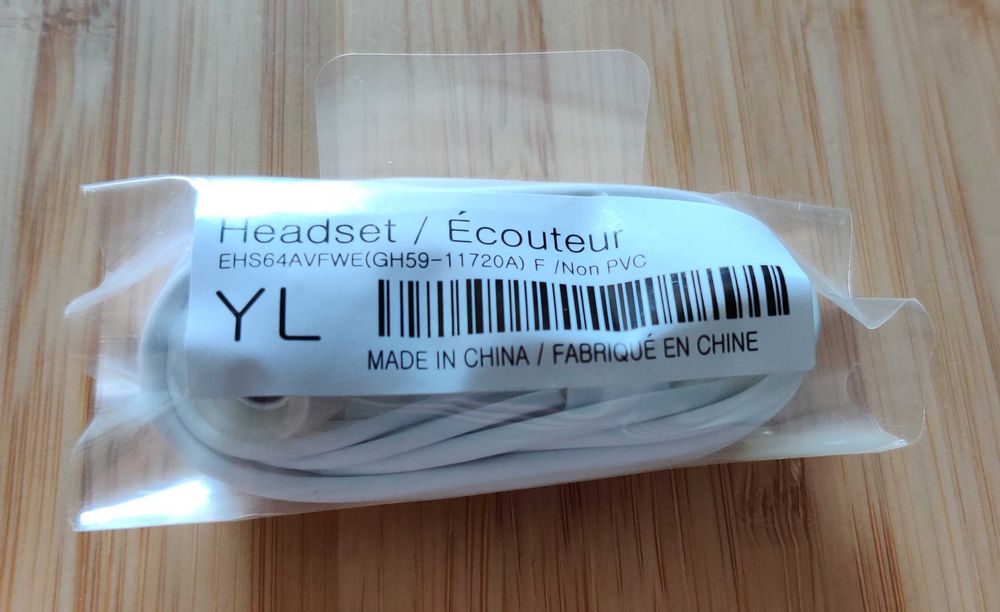 Headset / Écouteur
EHS64AVFWE(GH59-11720A) F /Non PVC
YL
MADE IN CHINA / FABRIQUÉ EN CHINE